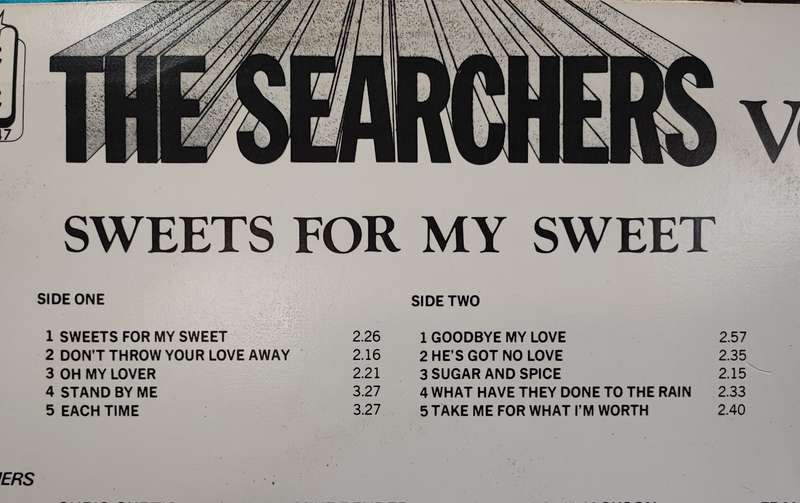 THE SEARCHERS
SWEETS FOR MY SWEET
SIDE ONE
1 SWEETS FOR MY SWEET 2.26
2 DON'T THROW YOUR LOVE AWAY 2.16
3 OH MY LOVER 2.21
4 STAND BY ME 3.27
5 EACH TIME 3.27
SIDE TWO
1 GOODBYE MY LOVE 2.57
2 HE'S GOT NO LOVE 2.35
3 SUGAR AND SPICE 2.15
4 WHAT HAVE THEY DONE TO THE RAIN 2.33
5 TAKE ME FOR WHAT I'M WORTH 2.40